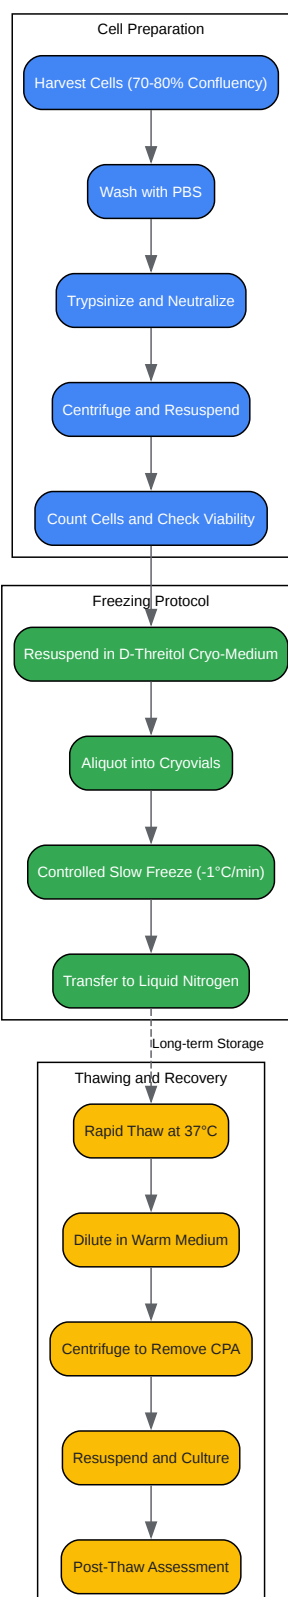 Cell Preparation
Harvest Cells (70-80% Confluency)
Wash with PBS
Trypsinize and Neutralize
Centrifuge and Resuspend
Count Cells and Check Viability
Freezing Protocol
Resuspend in D-Threitol Cryo-Medium
Aliquot into Cryovials
Controlled Slow Freeze (-1°C/min)
Transfer to Liquid Nitrogen
Long-term Storage
Thawing and Recovery
Rapid Thaw at 37°C
Dilute in Warm Medium
Centrifuge to Remove CPA
Resuspend and Culture
Post-Thaw Assessment